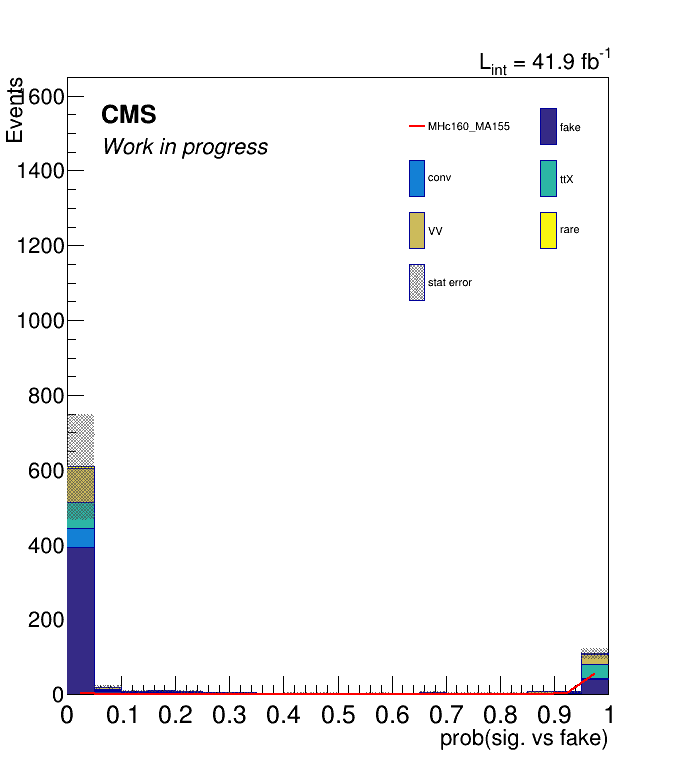 L_int = 41.9 fb^-1
Events
CMS
Work in progress
MHc160_MA155
fake
conv
ttX
VV
rare
stat error
1600
1400
1200
1000
800
600
400
200
0
0 0.1 0.2 0.3 0.4 0.5 0.6 0.7 0.8 0.9 1
prob(sig. vs fake)